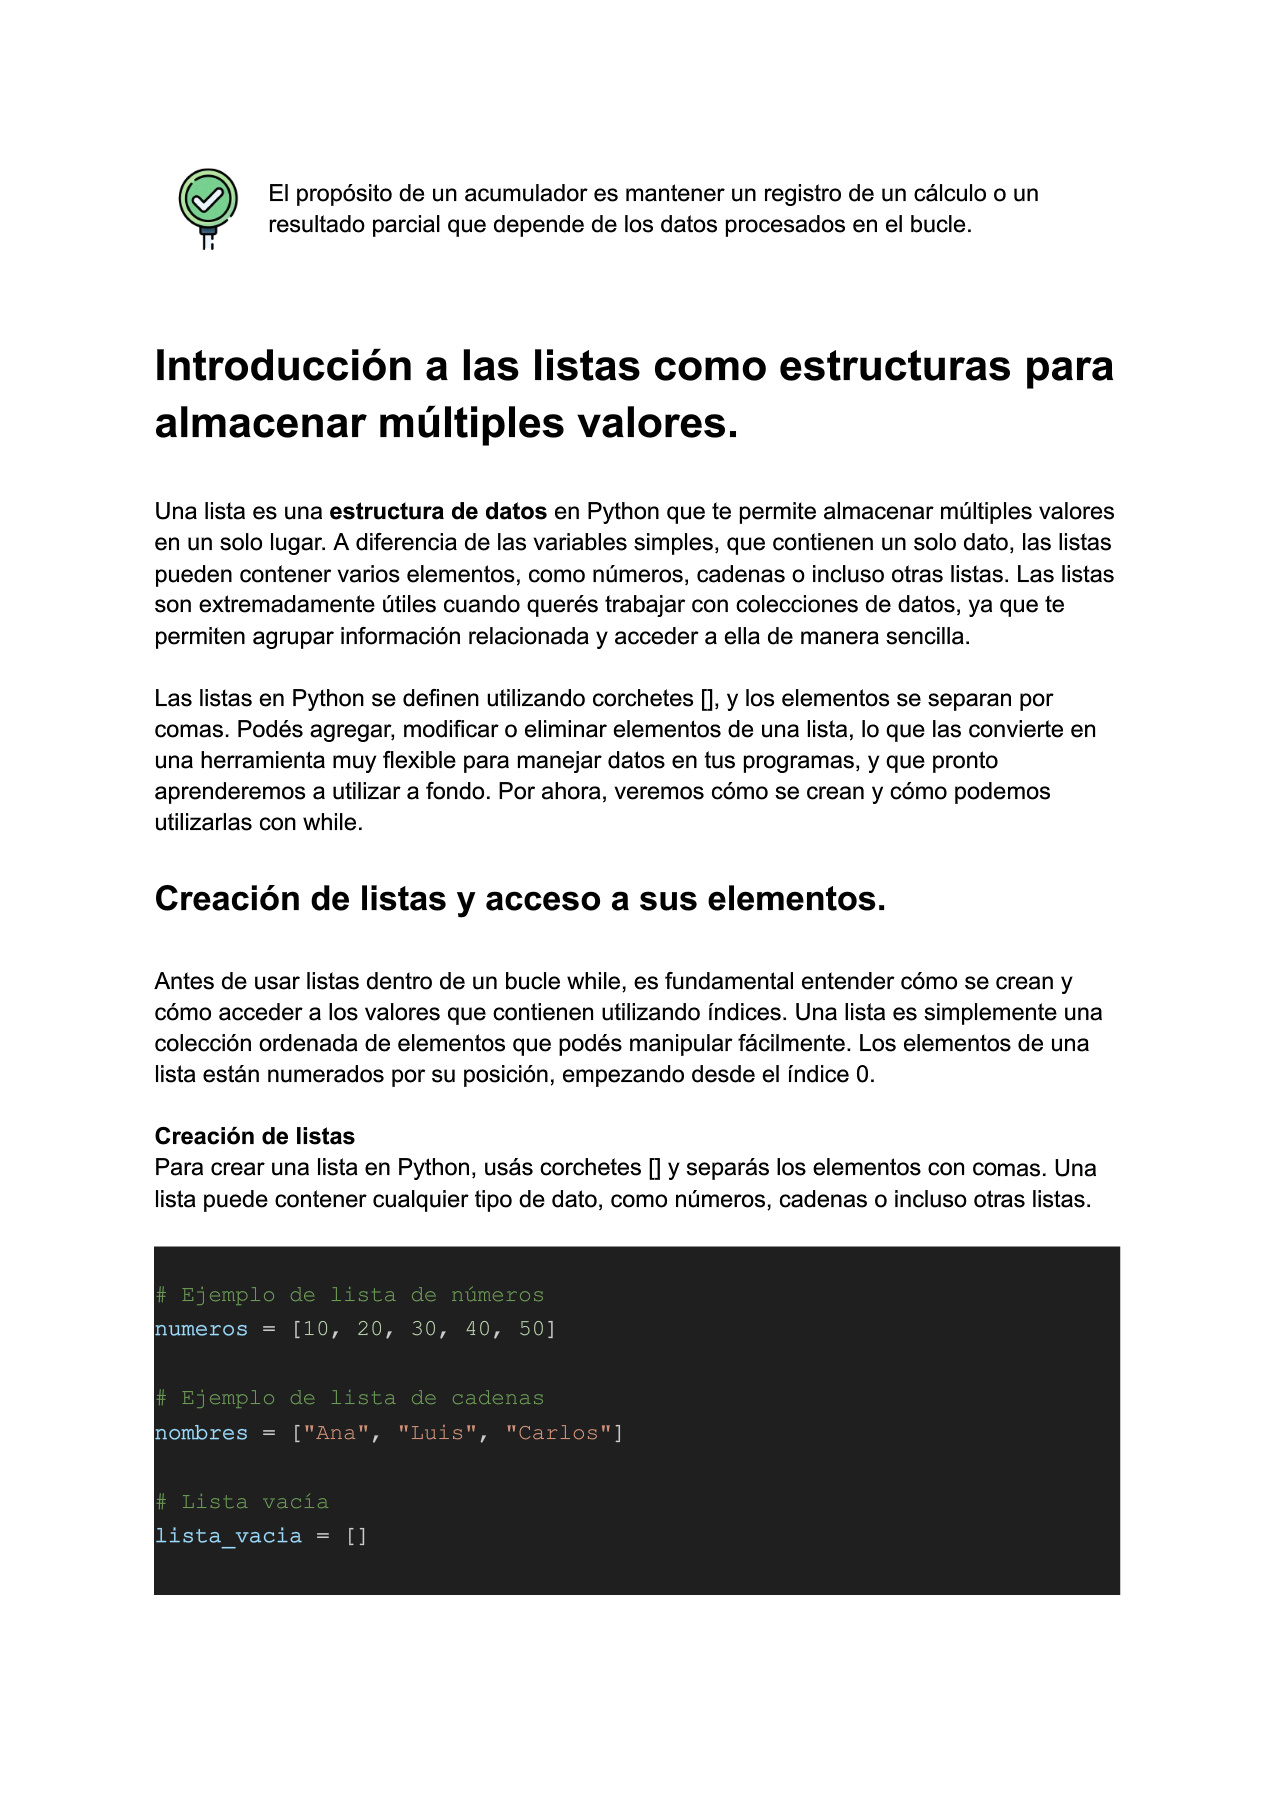 El propósito de un acumulador es mantener un registro de un cálculo o un
resultado parcial que depende de los datos procesados en el bucle.
Introducción a las listas como estructuras para
almacenar múltiples valores.
Una lista es una estructura de datos en Python que te permite almacenar múltiples valores
en un solo lugar. A diferencia de las variables simples, que contienen un solo dato, las listas
pueden contener varios elementos, como números, cadenas o incluso otras listas. Las listas
son extremadamente útiles cuando querés trabajar con colecciones de datos, ya que te
permiten agrupar información relacionada y acceder a ella de manera sencilla.
Las listas en Python se definen utilizando corchetes [], y los elementos se separan por
comas. Podés agregar, modificar o eliminar elementos de una lista, lo que las convierte en
una herramienta muy flexible para manejar datos en tus programas, y que pronto
aprenderemos a utilizar a fondo. Por ahora, veremos cómo se crean y cómo podemos
utilizarlas con while.
Creación de listas y acceso a sus elementos.
Antes de usar listas dentro de un bucle while, es fundamental entender cómo se crean y
cómo acceder a los valores que contienen utilizando índices. Una lista es simplemente una
colección ordenada de elementos que podés manipular fácilmente. Los elementos de una
lista están numerados por su posición, empezando desde el índice 0.
Creación de listas
Para crear una lista en Python, usás corchetes [] y separás los elementos con comas. Una
lista puede contener cualquier tipo de dato, como números, cadenas o incluso otras listas.
# Ejemplo de lista de números
numeros = [10, 20, 30, 40, 50]
# Ejemplo de lista de cadenas
nombres = ["Ana", "Luis", "Carlos"]
# Lista vacía
lista_vacia = []